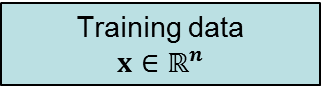 Training data
𝐱 ∈ ℝⁿ